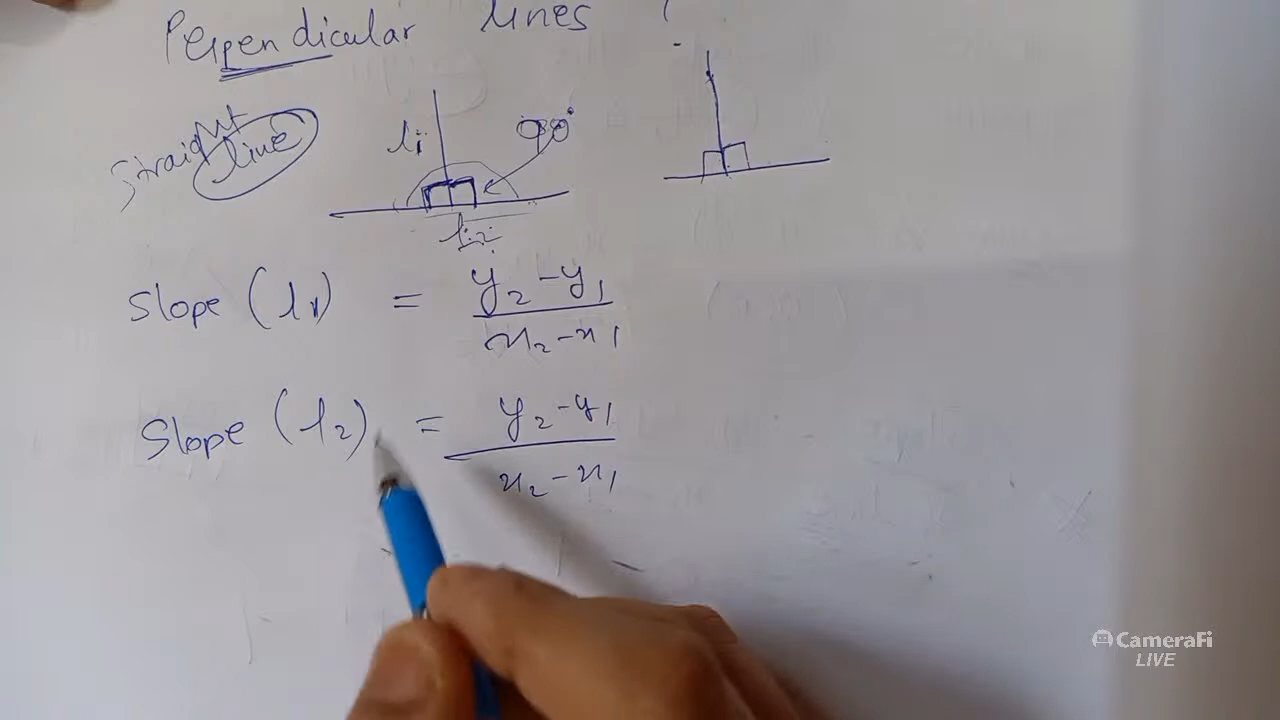 Perpendicular lines
Straight line
l₁
90°
l₂
Slope (l₁) = y₂-y₁ / x₂-x₁
Slope (l₂) = y₂-y₁ / x₂-x₁
CameraFi
LIVE